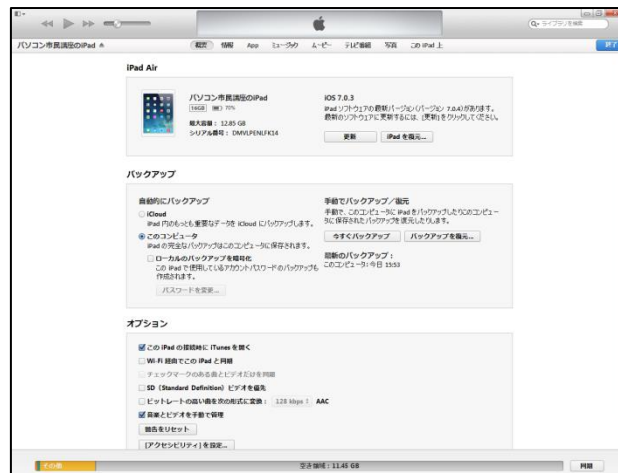 ライブラリを検索
パソコン市民講座のiPad
概要 情報 App ミュージック ムービー テレビ番組 写真 この iPad 上
終了
iPad Air
パソコン市民講座のiPad
16GB 70%
総大容量： 12.85 GB
シリアル番号： DMVLPENLFK14
iOS 7.0.3
iPad ソフトウェアの最新バージョン(バージョン 7.0.4)があります。
最新のソフトウェアに更新するには、[更新]をクリックしてください。
更新 iPad を復元...
バックアップ
自動的にバックアップ
iCloud
iPad 内のもっとも重要なデータを iCloud にバックアップします。
このコンピュータ
iPad の完全なバックアップはこのコンピュータに保存されます。
ローカルのバックアップを暗号化
この iPad で使用しているアカウントパスワードのバックアップも
作成されます。
パスワードを変更...
手動でバックアップ／復元
手動で、このコンピュータに iPad をバックアップしたりこのコンピュー
タに保存されたバックアップを復元したりします。
今すぐバックアップ バックアップを復元...
最新のバックアップ：
このコンピュータ: 今日 15:53
オプション
この iPad の接続時に iTunes を開く
Wi-Fi 経由でこの iPad と同期
チェックマークのある曲とビデオだけを同期
SD（Standard Definition）ビデオを優先
ビットレートの高い曲を次の形式に変換： 128 kbps AAC
音楽とビデオを手動で管理
警告をリセット
[アクセシビリティ]を設定...
その他
空き領域：11.45 GB
同期